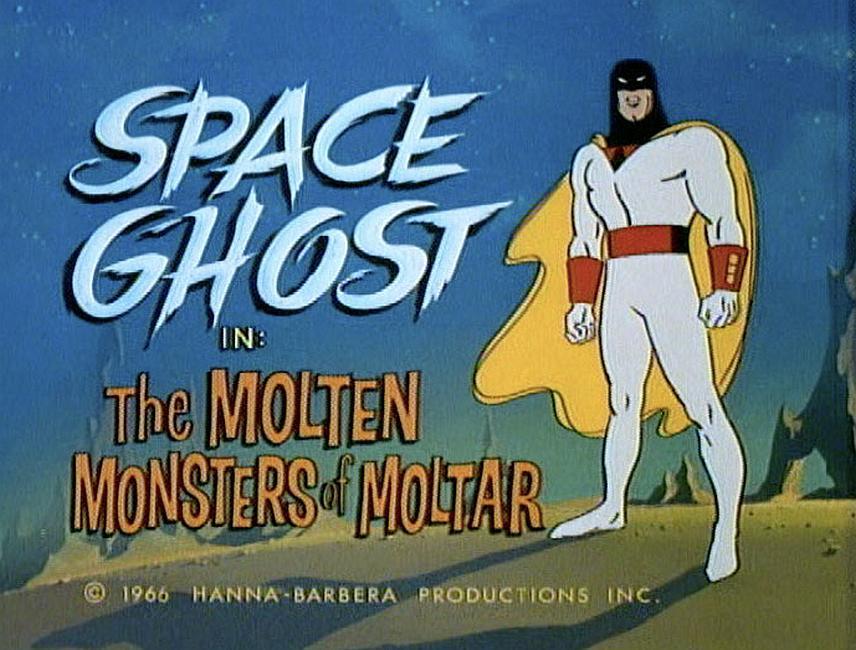 SPACE
GHOST
IN:
The MOLTEN
MONSTERS of MOLTAR
© 1966 HANNA-BARBERA PRODUCTIONS INC.